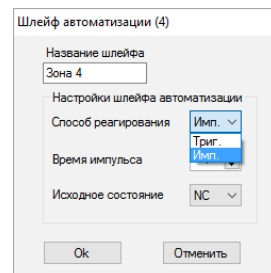 Шлейф автоматизации (4)
Название шлейфа
Зона 4
Настройки шлейфа автоматизации
Способ реагирования Имп.
Триг.
Имп.
Время импульса
Исходное состояние NC
Ok Отменить